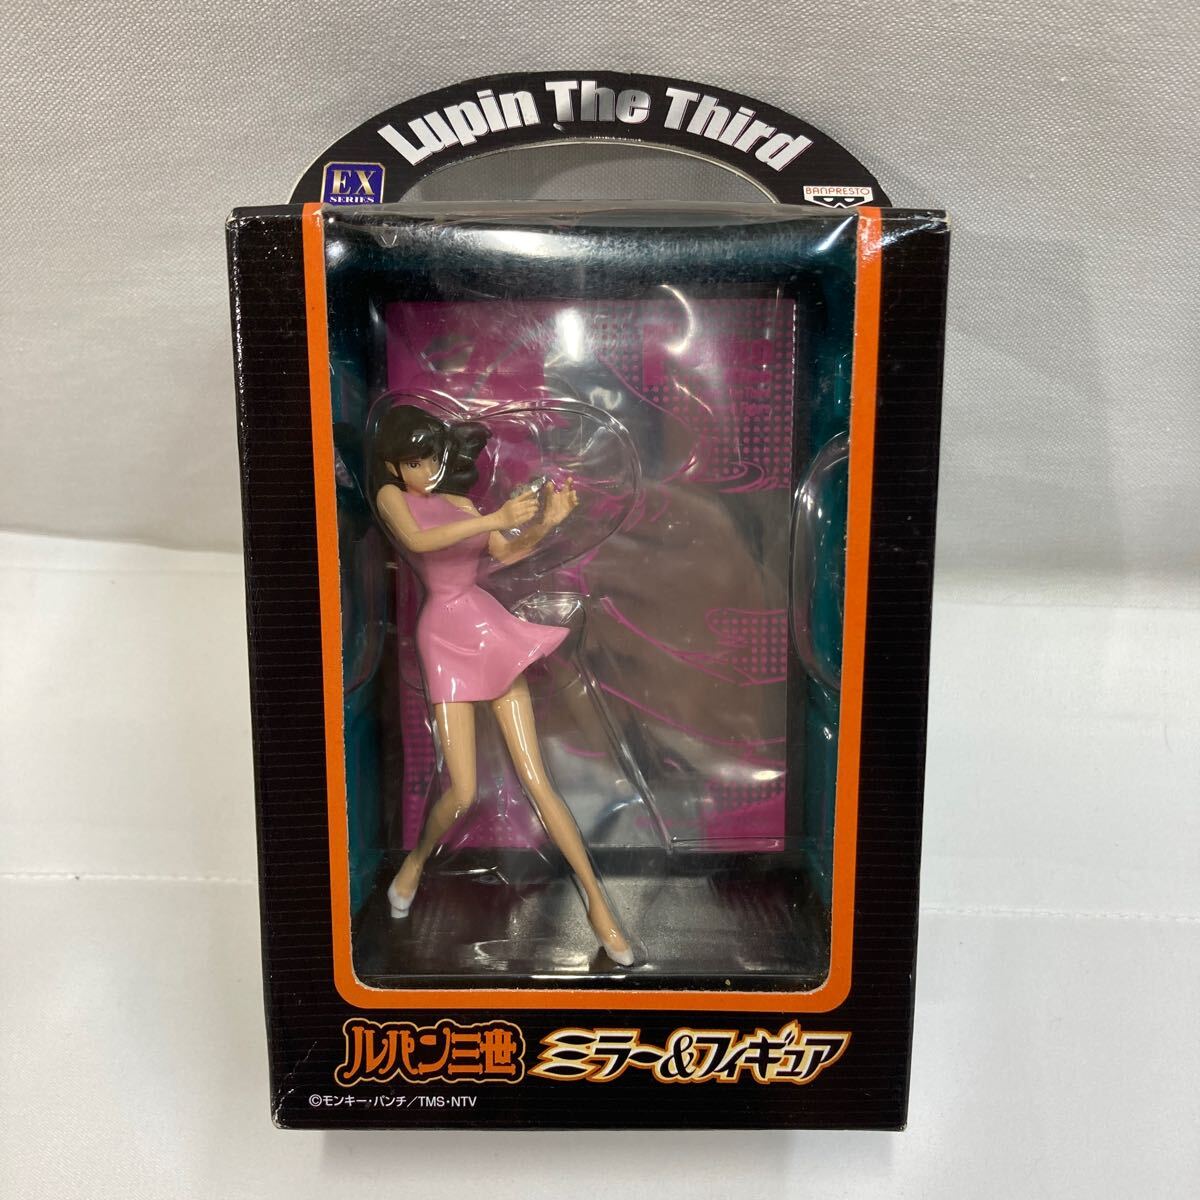 Lupin The Third
EX
SERIES
BANPRESTO
ルパン三世 ミラー&フィギュア
©モンキー・パンチ/TMS・NTV